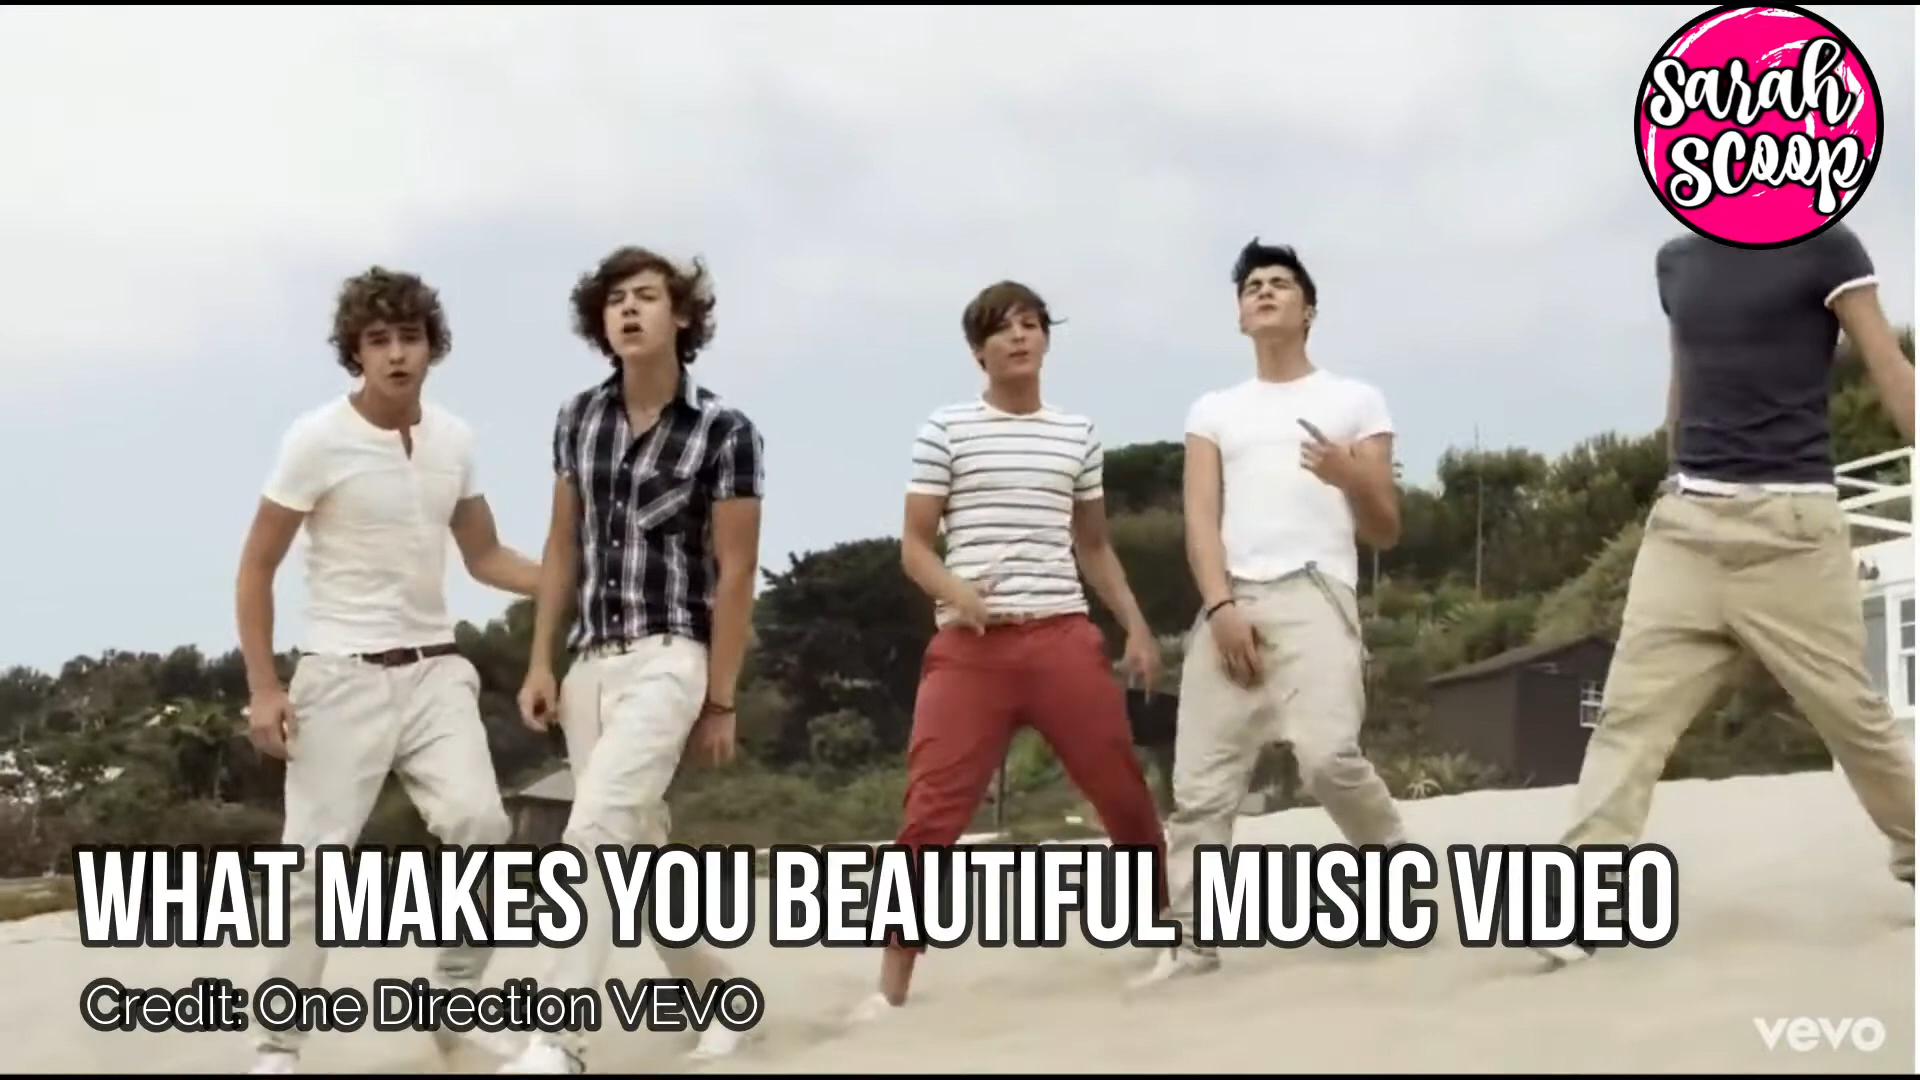 Sarah
Scoop
WHAT MAKES YOU BEAUTIFUL MUSIC VIDEO
Credit: One Direction VEVO
vevo